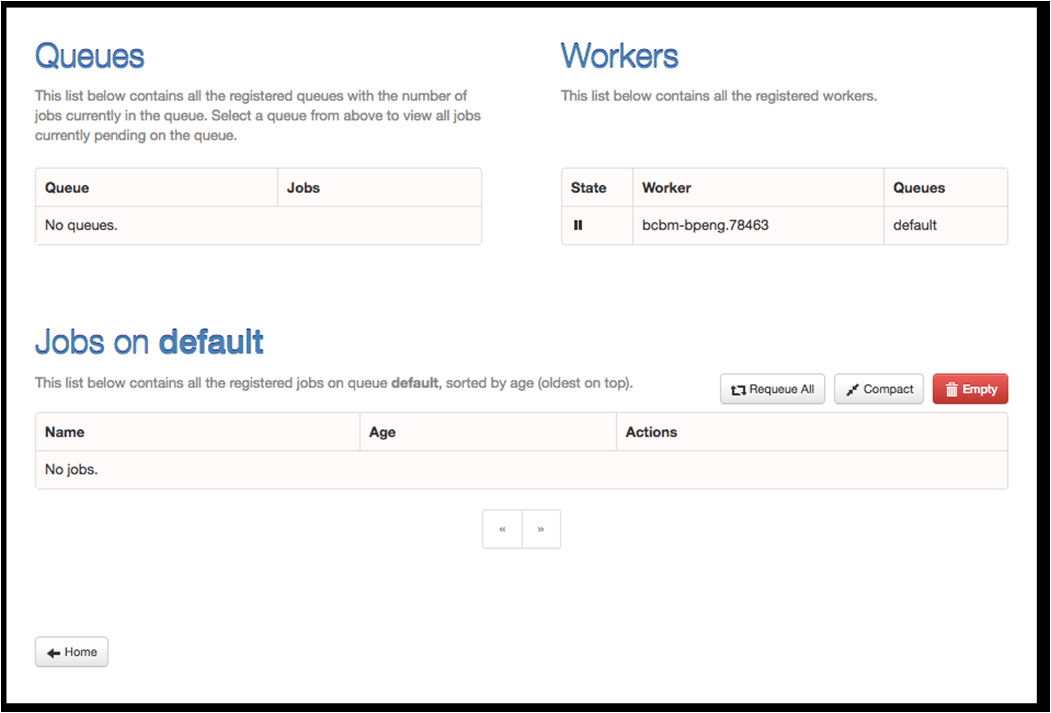 Queues
This list below contains all the registered queues with the number of
jobs currently in the queue. Select a queue from above to view all jobs
currently pending on the queue.
Queue Jobs
No queues.
Workers
This list below contains all the registered workers.
State Worker Queues
bcbm-bpeng.78463 default
Jobs on default
This list below contains all the registered jobs on queue default, sorted by age (oldest on top).
Requeue All Compact Empty
Name Age Actions
No jobs.
« »
Home